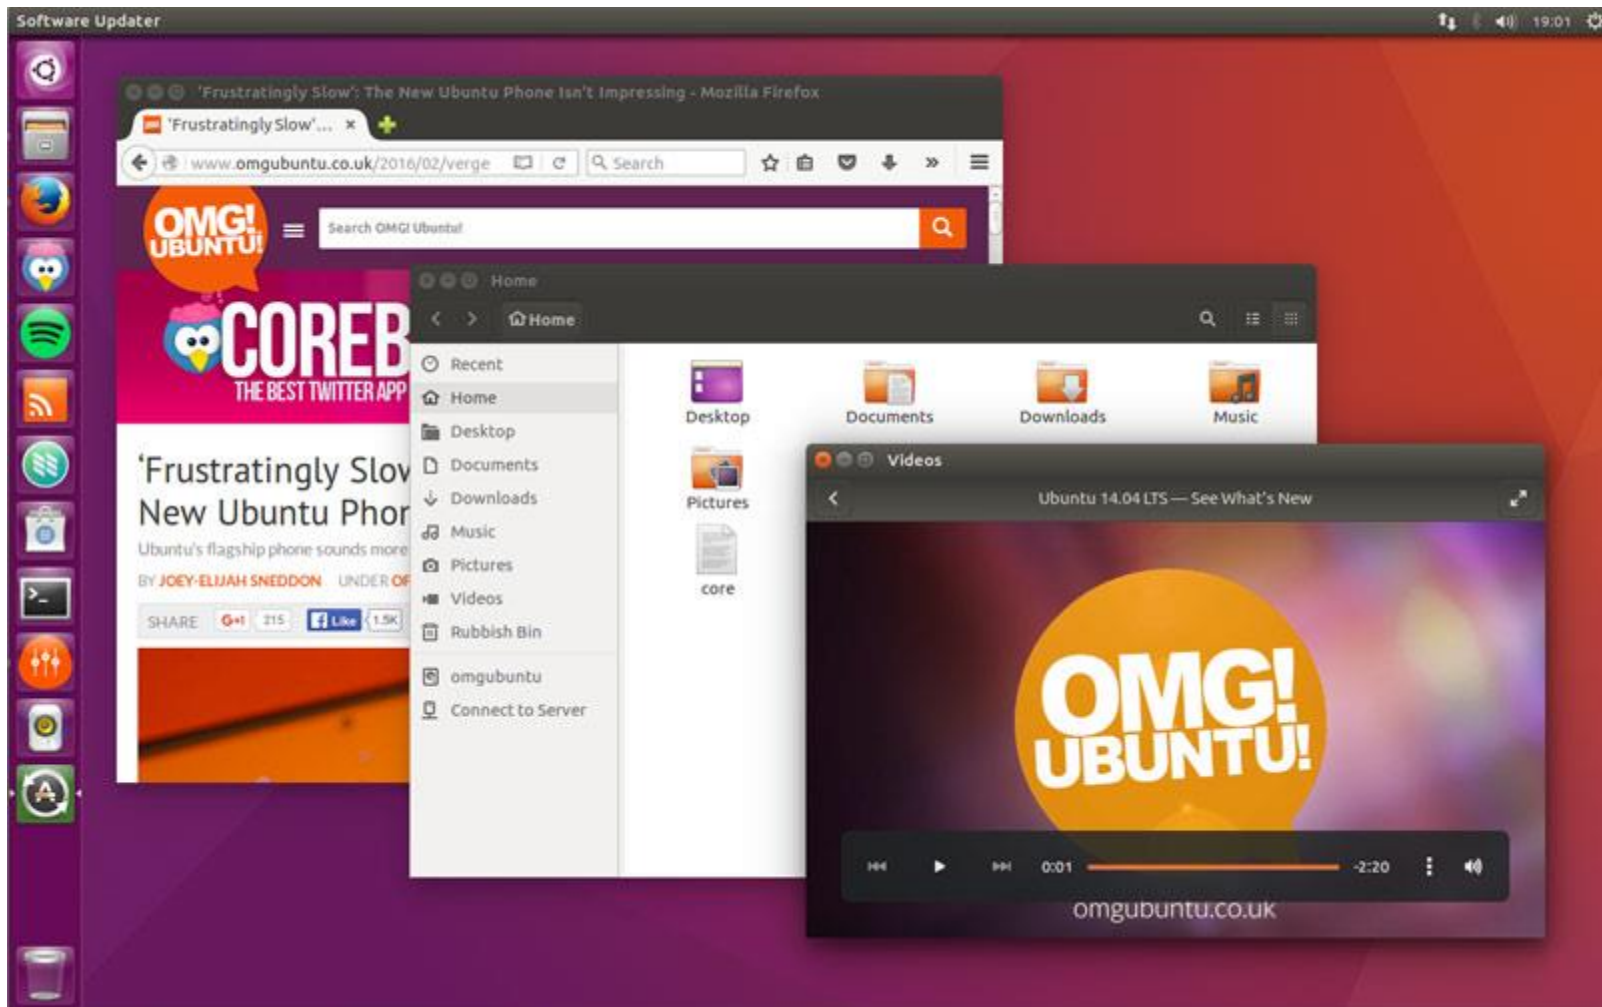 Software Updater
19:01
'Frustratingly Slow': The New Ubuntu Phone Isn't Impressing - Mozilla Firefox
'Frustratingly Slow'...
www.omgubuntu.co.uk/2016/02/verge
Search
OMG!
UBUNTU!
Search OMG! Ubuntu!
COREB
THE BEST TWITTER APP
'Frustratingly Slow
New Ubuntu Phor
Ubuntu's flagship phone sounds more
BY JOEY-ELIJAH SNEDDON UNDER OF
SHARE G+1 215 Like 1.5K
Home
Home
Recent
Home
Desktop
Documents
Downloads
Music
Pictures
Videos
Rubbish Bin
omgubuntu
Connect to Server
Desktop
Documents
Downloads
Music
Pictures
core
Videos
Ubuntu 14.04 LTS — See What's New
OMG!
UBUNTU!
0:01
-2:20
omgubuntu.co.uk